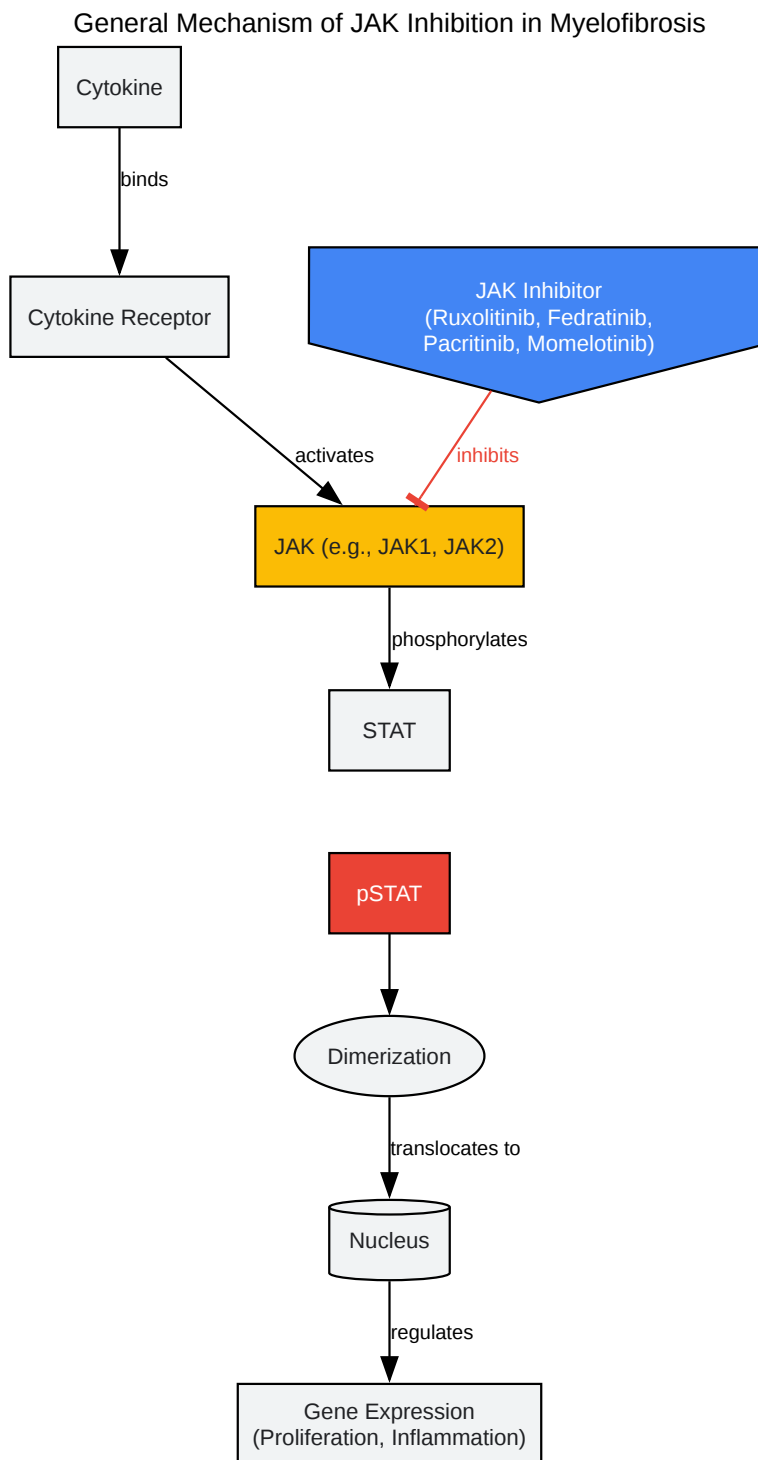 General Mechanism of JAK Inhibition in Myelofibrosis
Cytokine
binds
Cytokine Receptor
JAK Inhibitor
(Ruxolitinib, Fedratinib,
Pacritinib, Momelotinib)
activates
inhibits
JAK (e.g., JAK1, JAK2)
phosphorylates
STAT
pSTAT
Dimerization
translocates to
Nucleus
regulates
Gene Expression
(Proliferation, Inflammation)